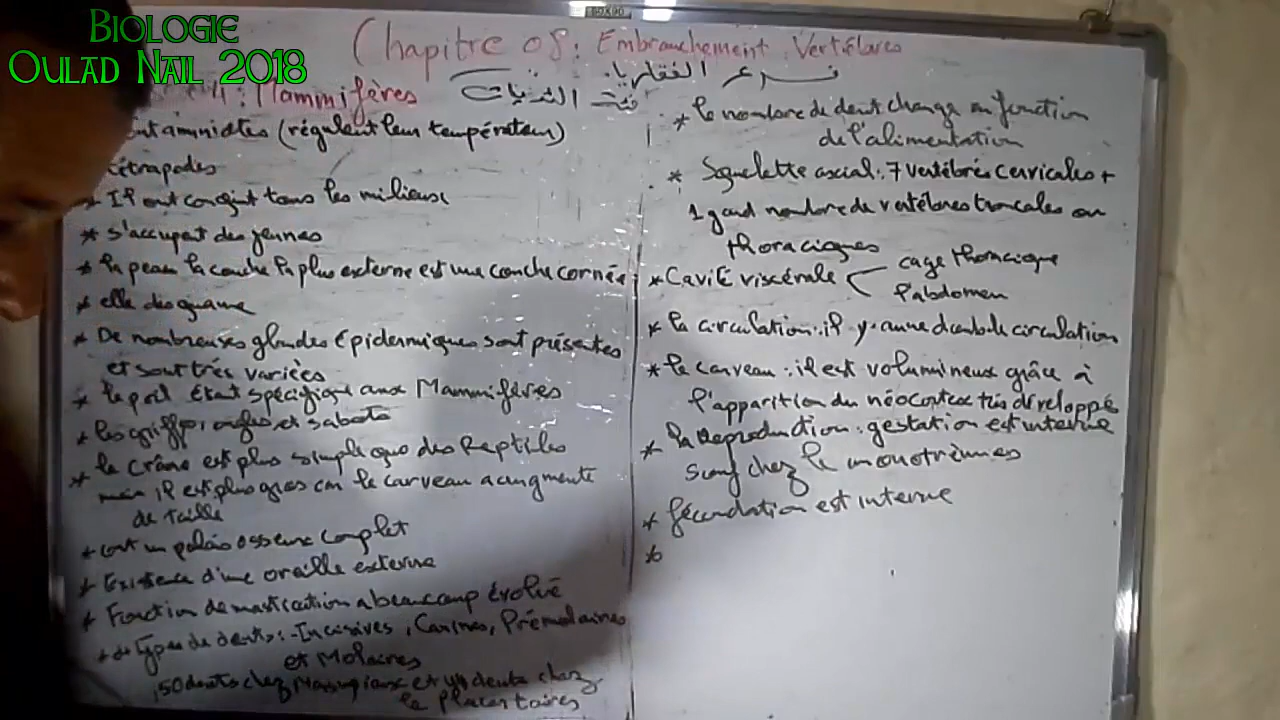 Biologie
Oulad Nail 2018
Chapitre 08 : Embranchement Vertébrés
فرع الفقاريات
4 : Mammifères
الثدييات
amniotes (régulent leur température)
tétrapodes
* Il ont conquit tous les milieux
* s'accupent des jeunes
* la peau la couche la plus externe est une couche cornée
* elle desquame
* De nombreuses glandes épidermiques sont présentes
et sont très variées
* le poil étant spécifique aux Mammifères
* les griffes, ongles et sabots
* le crâne est plus simple que des Reptiles
mais il est plus gros car le cerveau a augmenté
de taille
* ont un palais osseux complet
* Existence d'une oreille externe
* Fonction de mastication a beaucoup évolué
* Types de dents : - Incisives, Canines, Prémolaires
et Molaires
, 50 dents chez Marsupiaux et 44 dents chez
le placentaires
* le nombre de dent change en fonction
de l'alimentation
* Squelette axial : 7 vertébrés cervicales +
1 grand nombre de vertèbres troncales ou
thoraciques
* Cavité viscérale
cage thoracique
l'abdomen
* la circulation : il y a une double circulation
* le cerveau : il est volumineux grâce à
l'apparition du néocortex très développé
* la Reproduction : gestation est interne
sauf chez le monotrèmes
* fécondation est interne
*